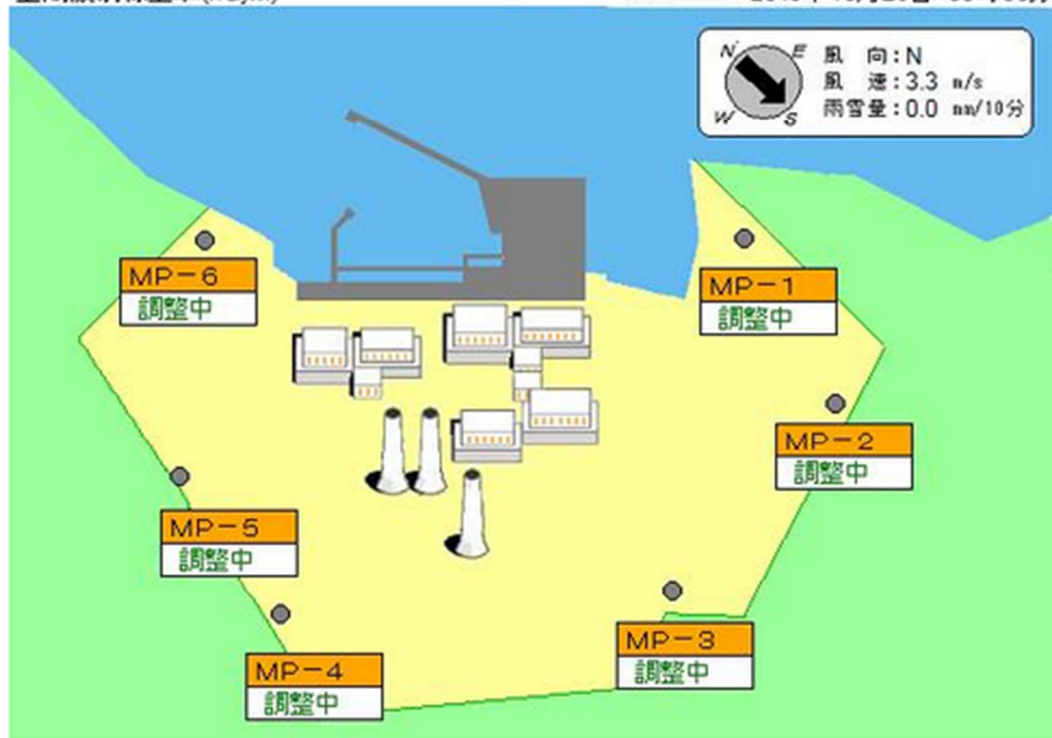 N E 風 向:N
風 速:3.3 m/s
W S 雨雪量:0.0 mm/10分
MP-6
調整中
MP-1
調整中
MP-2
調整中
MP-5
調整中
MP-3
調整中
MP-4
調整中